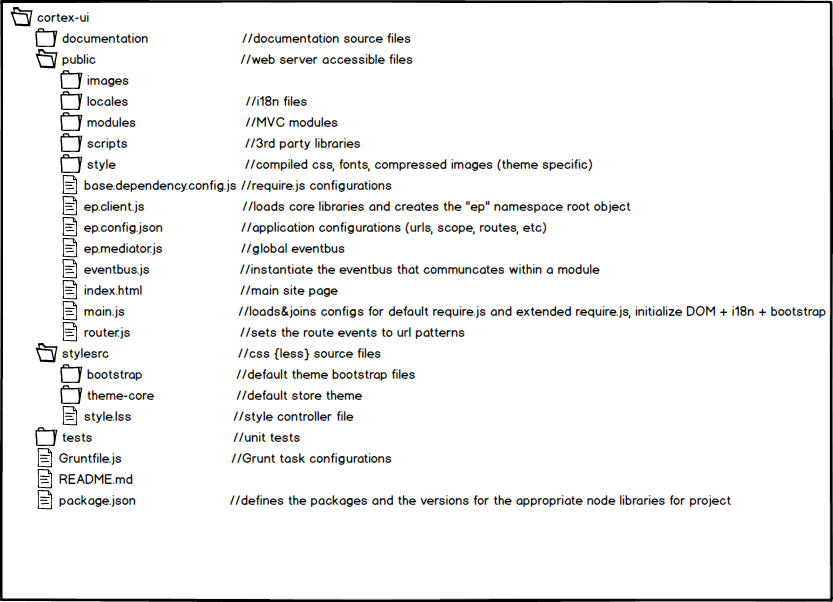 cortex-ui
documentation //documentation source files
public //web server accessible files
images
locales //i18n files
modules //MVC modules
scripts //3rd party libraries
style //compiled css, fonts, compressed images (theme specific)
base.dependency.config.js //require.js configurations
ep.client.js //loads core libraries and creates the "ep" namespace root object
ep.config.json //application configurations (urls, scope, routes, etc)
ep.mediator.js //global eventbus
eventbus.js //instantiate the eventbus that communcates within a module
index.html //main site page
main.js //loads&joins configs for default require.js and extended require.js, initialize DOM + i18n + bootstrap
router.js //sets the route events to url patterns
stylesrc //css {less} source files
bootstrap //default theme bootstrap files
theme-core //default store theme
style.lss //style controller file
tests //unit tests
Gruntfile.js //Grunt task configurations
README.md
package.json //defines the packages and the versions for the appropriate node libraries for project